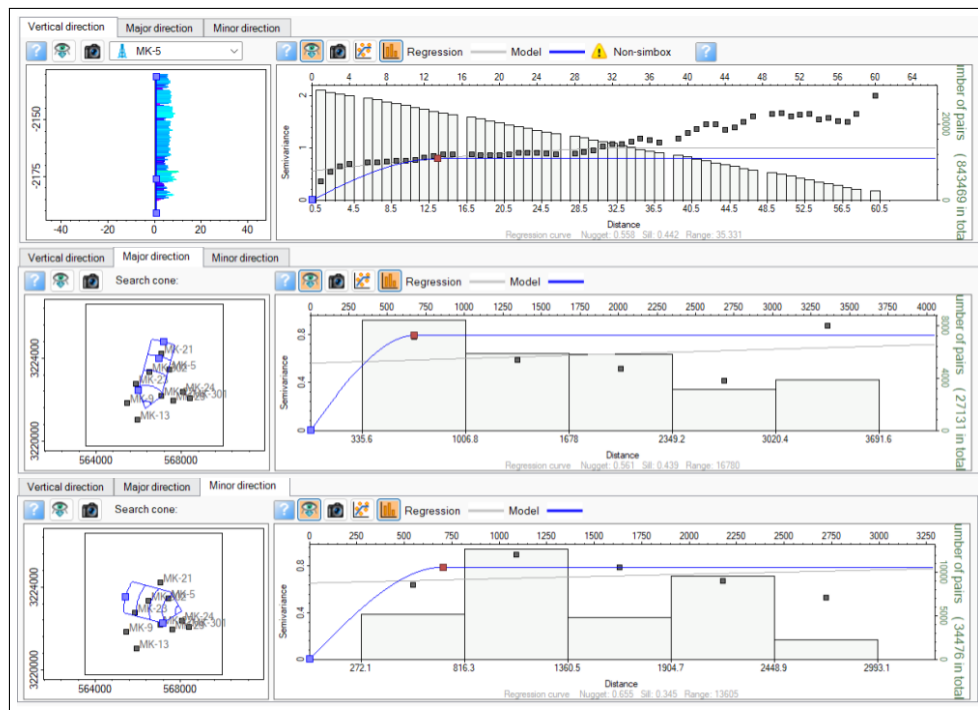 Vertical direction Major direction Minor direction
MK-5 Regression Model Non-simbox
0 4 8 12 16 20 24 28 32 36 40 44 48 52 56 60 64
-2150
-2175
-40 -20 0 20 40
Semivariance
2
1
0
0.5 4.5 8.5 12.5 16.5 20.5 24.5 28.5 32.5 36.5 40.5 44.5 48.5 52.5 56.5 60.5
Distance
Regression curve Nugget: 0.558 Sill: 0.442 Range: 35.331
20000
0
umber of pairs ( 843469 in total
Vertical direction Major direction Minor direction
Search cone: Regression Model
0 250 500 750 1000 1250 1500 1750 2000 2250 2500 2750 3000 3250 3500 3750 4000
3224000
3220000
MK-21
MK-5
MK-23
MK-24
MK-9
MK-13
564000 568000
Semivariance
0.8
0.4
0
335.6 1006.8 1678 2349.2 3020.4 3691.6
Distance
Regression curve Nugget: 0.561 Sill: 0.439 Range: 16780
8000
4000
0
umber of pairs ( 27131 in total
Vertical direction Major direction Minor direction
Search cone: Regression Model
0 250 500 750 1000 1250 1500 1750 2000 2250 2500 2750 3000 3250
3224000
3220000
MK-21
MK-5
MK-23
MK-24
MK-9
MK-13
564000 568000
Semivariance
0.8
0.4
0
272.1 816.3 1360.5 1904.7 2448.9 2993.1
Distance
Regression curve Nugget: 0.655 Sill: 0.345 Range: 13605
10000
5000
0
umber of pairs ( 34476 in total